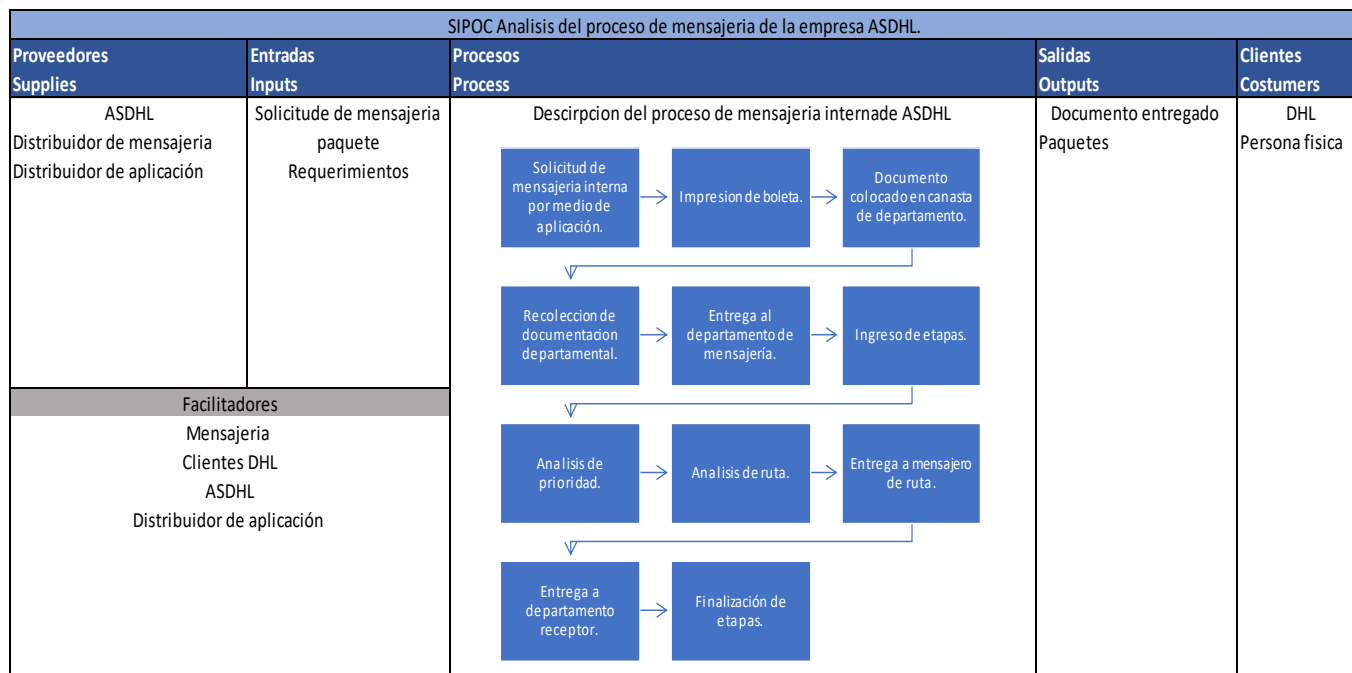 SIPOC Analisis del proceso de mensajeria de la empresa ASDHL.
Proveedores
Supplies
Entradas
Inputs
Procesos
Process
Salidas
Outputs
Clientes
Costumers
ASDHL
Distribuidor de mensajeria
Distribuidor de aplicación
Solicitude de mensajeria
paquete
Requerimientos
Descirpcion del proceso de mensajeria internade ASDHL
Solicitud de
mensajeria interna
por medio de
aplicación.
Impresion de boleta.
Documento
colocado en canasta
de departamento.
Recoleccion de
documentacion
departamental.
Entrega al
departamento de
mensajería.
Ingreso de etapas.
Analisis de
prioridad.
Analisis de ruta.
Entrega a mensajero
de ruta.
Entrega a
departamento
receptor.
Finalización de
etapas.
Documento entregado
Paquetes
DHL
Persona fisica
Facilitadores
Mensajeria
Clientes DHL
ASDHL
Distribuidor de aplicación